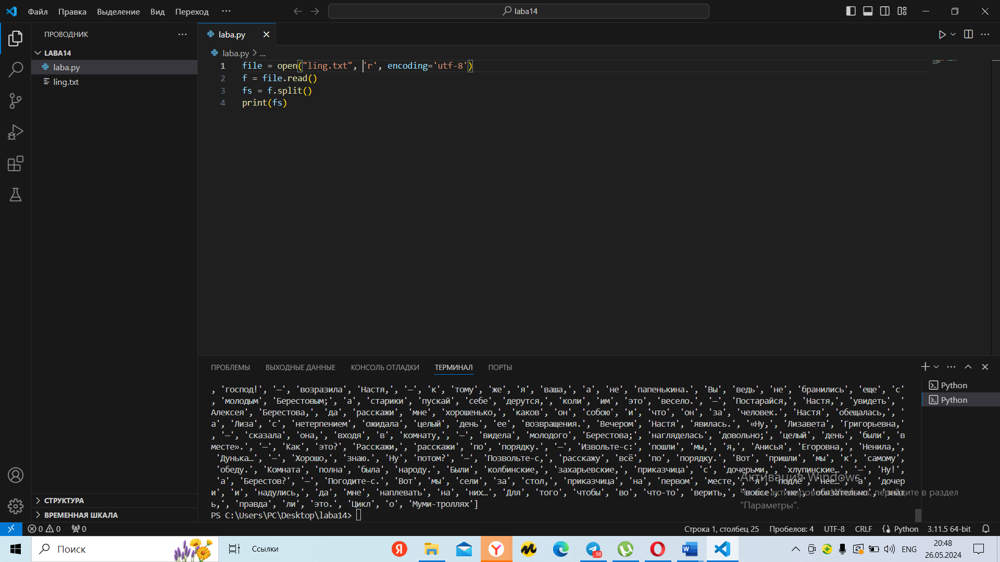 Файл Правка Выделение Вид Переход ··· laba14
ПРОВОДНИК ···
laba.py
LABA14
laba.py
ling.txt
laba.py > ...
1 file = open("ling.txt", 'r', encoding='utf-8')
2 f = file.read()
3 fs = f.split()
4 print(fs)
ПРОБЛЕМЫ ВЫХОДНЫЕ ДАННЫЕ КОНСОЛЬ ОТЛАДКИ ТЕРМИНАЛ ПОРТЫ
, 'господ!', '—', 'возразила', 'Настя,', '—', 'к', 'тому', 'же', 'я', 'ваша,', 'а', 'не', 'папенькина.', 'Вы', 'ведь', 'не', 'бранились', 'еще', 'с'
, 'молодым', 'Берестовым;', 'а', 'старики', 'пускай', 'себе', 'дерутся,', 'коли', 'им', 'это', 'весело.', '—', 'Постарайся,', 'Настя,', 'увидеть', '
Алексея', 'Берестова,', 'да', 'расскажи', 'мне', 'хорошенько,', 'каков', 'он', 'собою', 'и', 'что', 'он', 'за', 'человек.', 'Настя', 'обещалась,', '
а', 'Лиза', 'с', 'нетерпением', 'ожидала', 'целый', 'день', 'ее', 'возвращения.', 'Вечером', 'Настя', 'явилась.', '«Ну,', 'Лизавета', 'Григорьевна,'
, '—', 'сказала', 'она,', 'входя', 'в', 'комнату,', '—', 'видела', 'молодого', 'Берестова;', 'нагляделась', 'довольно;', 'целый', 'день', 'были', 'в
месте».', '—', 'Как', 'это?', 'Расскажи,', 'расскажи', 'по', 'порядку.', '—', 'Извольте-с:', 'пошли', 'мы,', 'я,', 'Анисья', 'Егоровна,', 'Ненила,',
'Дунька…', '—', 'Хорошо,', 'знаю.', 'Ну', 'потом?', '—', 'Позвольте-с,', 'расскажу', 'всё', 'по', 'порядку.', 'Вот', 'пришли', 'мы', 'к', 'самому',
'обеду.', 'Комната', 'полна', 'была', 'народу.', 'Были', 'колбинские,', 'захарьевские,', 'приказчица', 'с', 'дочерьми,', 'хлупинские…', '—', 'Ну!',
'а', 'Берестов?', '—', 'Погодите-с.', 'Вот', 'мы', 'сели', 'за', 'стол,', 'приказчица', 'на', 'первом', 'месте,', 'я', 'подле', 'нее…', 'а', 'дочер
и', 'и', 'надулись,', 'да', 'мне', 'наплевать', 'на', 'них…', 'Для', 'того', 'чтобы', 'во', 'что-то', 'верить,', 'вовсе', 'не', 'обязательно', 'знат
ь,', 'правда', 'ли', 'это.', 'Цикл', 'о', 'Муми-троллях']
PS C:\Users\PC\Desktop\laba14>
Python
Python
Активация Windows
Чтобы активировать Windows, перейдите в раздел
"Параметры".
СТРУКТУРА
ВРЕМЕННАЯ ШКАЛА
0 0 0 Строка 1, столбец 25 Пробелов: 4 UTF-8 CRLF Python 3.11.5 64-bit
Поиск Ссылки Я Y W ..98 ENG
20:48
26.05.2024